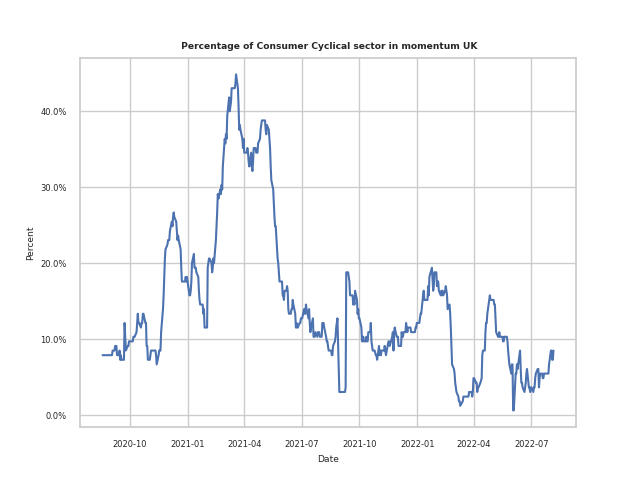 Percentage of Consumer Cyclical sector in momentum UK
40.0%
30.0%
20.0%
10.0%
0.0%
Percent
2020-10 2021-01 2021-04 2021-07 2021-10 2022-01 2022-04 2022-07
Date